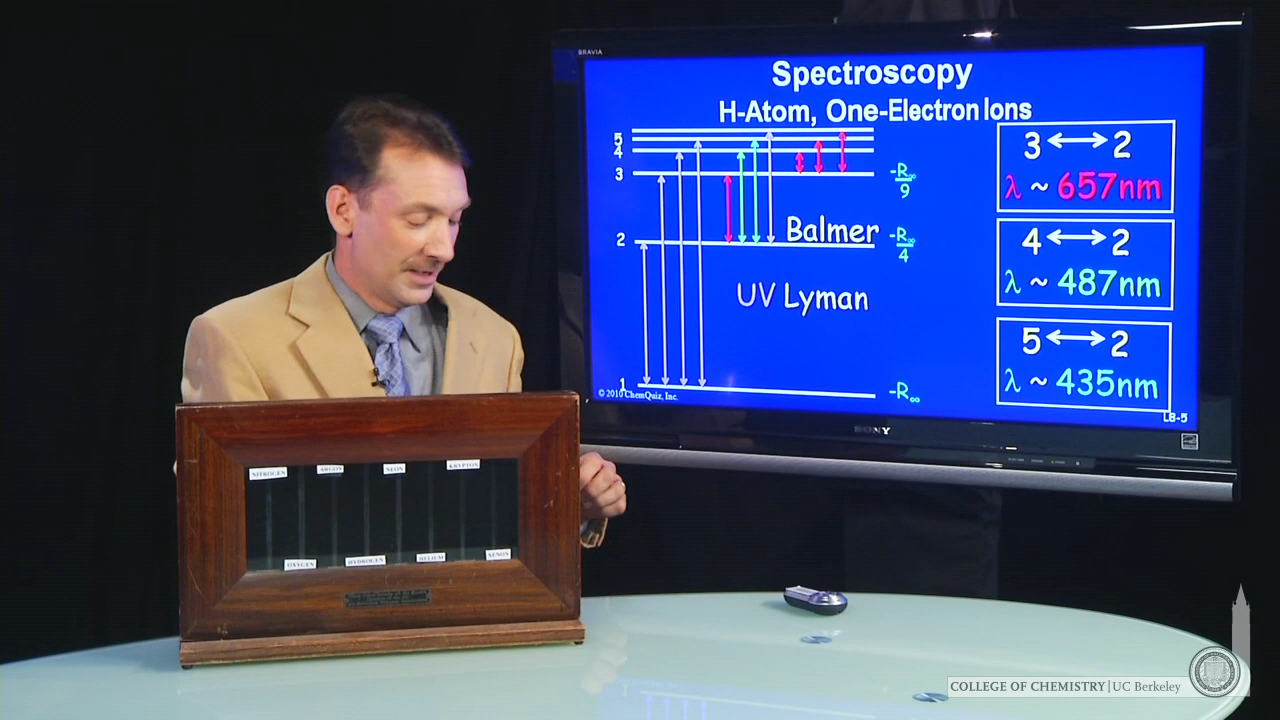 BRAVIA
Spectroscopy
H-Atom, One-Electron Ions
5
4
3
2
1
-R∞
9
-R∞
4
-R∞
Balmer
UV Lyman
3 ↔ 2
λ ~ 657nm
4 ↔ 2
λ ~ 487nm
5 ↔ 2
λ ~ 435nm
© 2010 ChemQuiz, Inc.
L8-5
SONY
NITROGEN
ARGON
NEON
KRYPTON
OXYGEN
HYDROGEN
HELIUM
XENON
COLLEGE OF CHEMISTRY | UC Berkeley